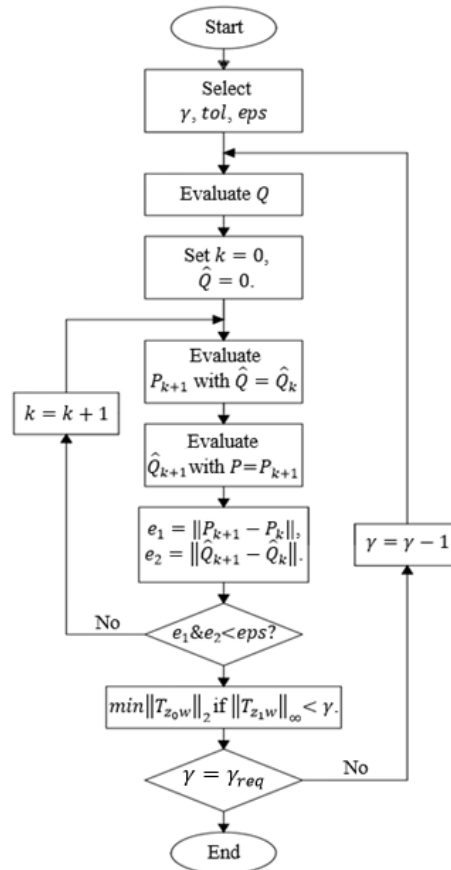 Start
Select
γ, tol, eps
Evaluate Q
Set k = 0,
Q̂ = 0.
Evaluate
P_{k+1} with Q̂ = Q̂_k
k = k + 1
Evaluate
Q̂_{k+1} with P=P_{k+1}
e_1 = ‖P_{k+1} − P_k‖,
e_2 = ‖Q̂_{k+1} − Q̂_k‖.
γ = γ − 1
No
e_1&e_2<eps?
min‖T_{z_0w}‖_2 if ‖T_{z_1w}‖_∞ < γ.
γ = γ_{req}
No
End